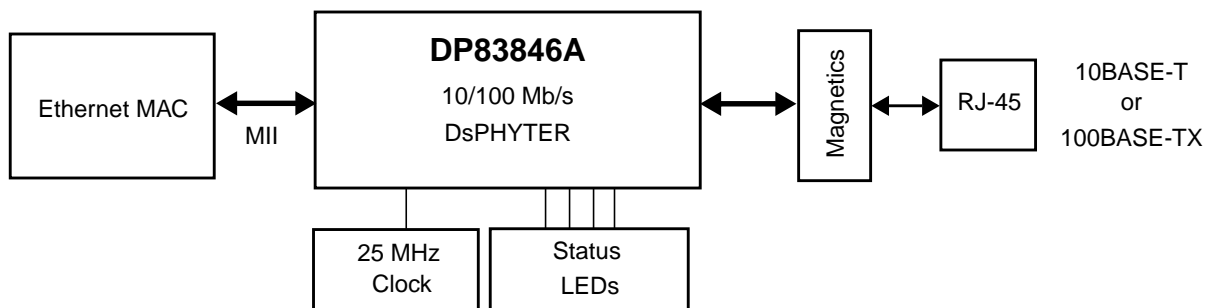 Ethernet MAC
MII
DP83846A
10/100 Mb/s
DsPHYTER
Magnetics
RJ-45
10BASE-T
or
100BASE-TX
25 MHz
Clock
Status
LEDs